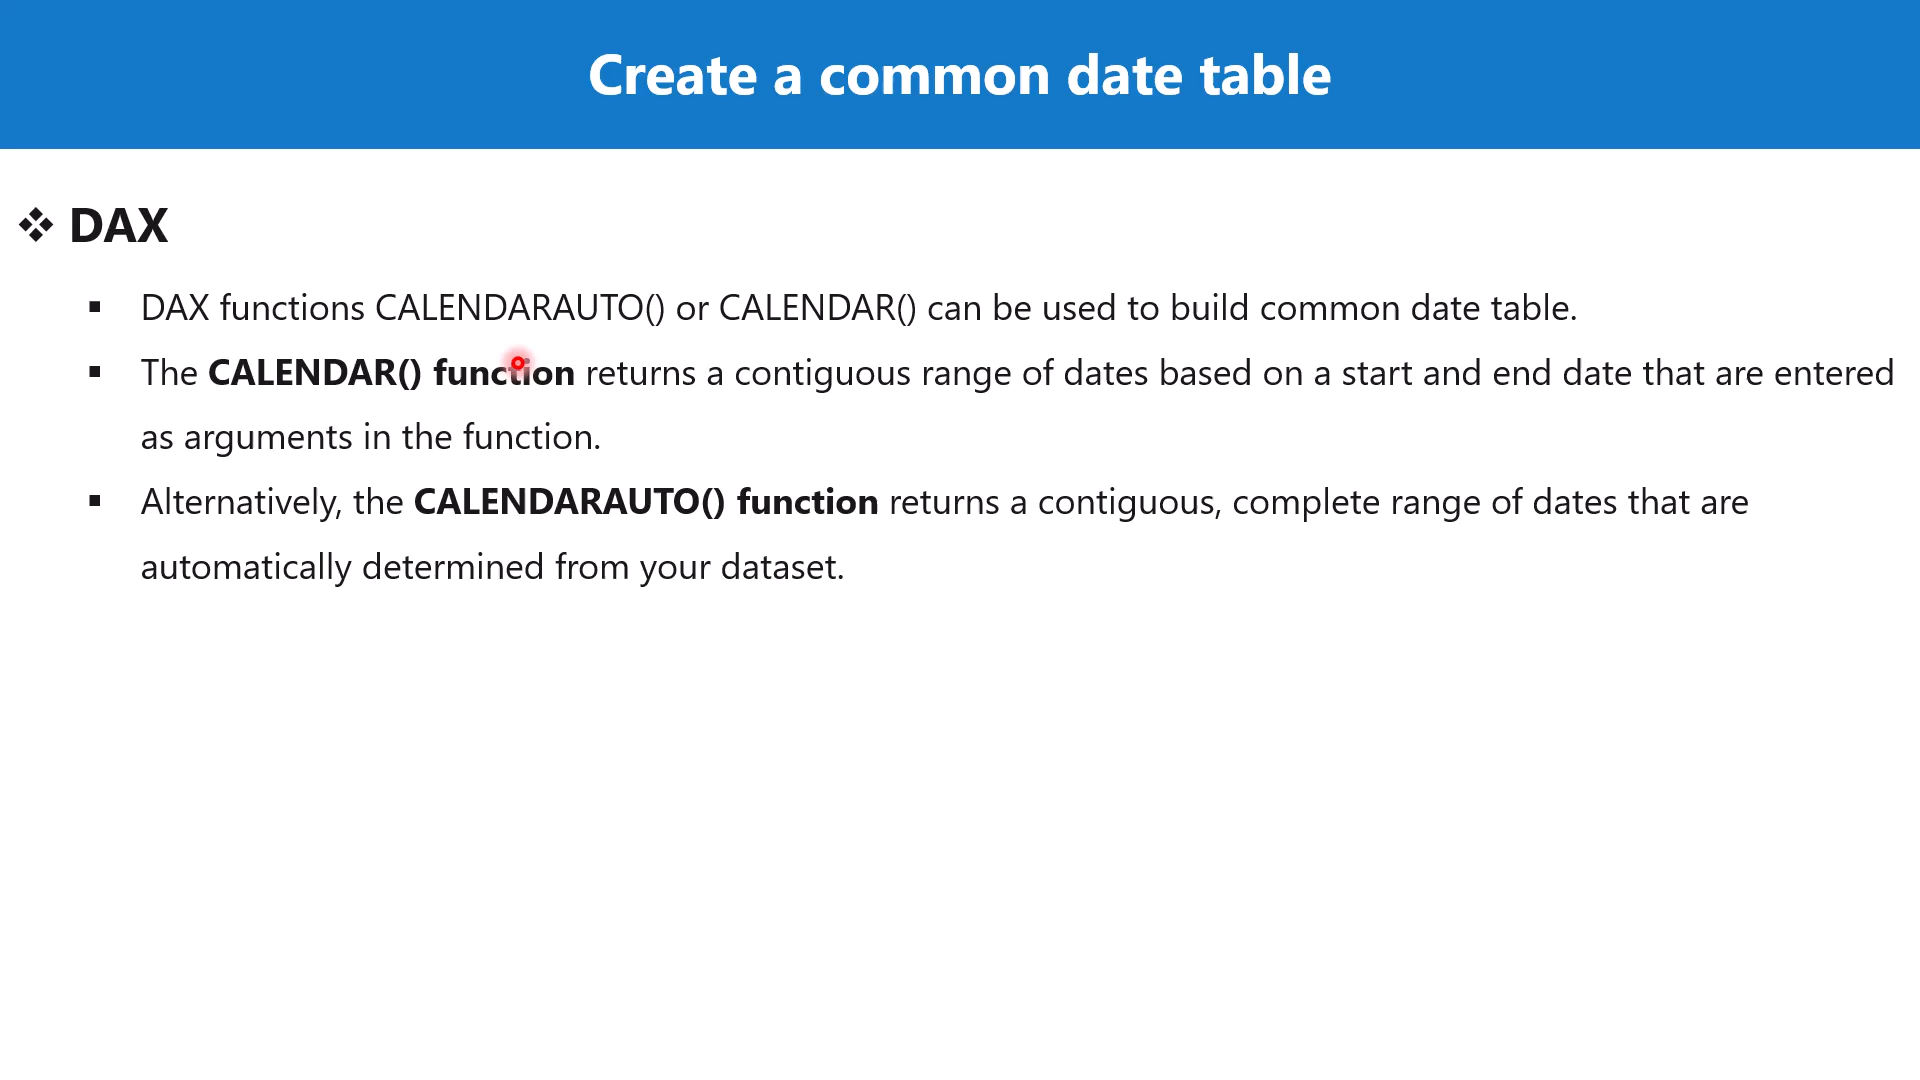 Create a common date table
❖ DAX
▪ DAX functions CALENDARAUTO() or CALENDAR() can be used to build common date table.
▪ The CALENDAR() function returns a contiguous range of dates based on a start and end date that are entered
as arguments in the function.
▪ Alternatively, the CALENDARAUTO() function returns a contiguous, complete range of dates that are
automatically determined from your dataset.